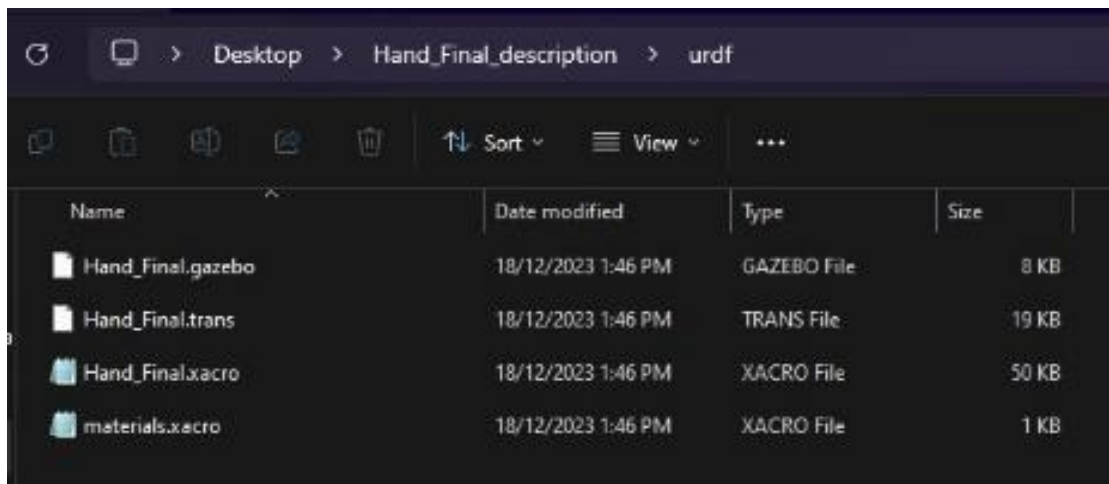 > Desktop > Hand_Final_description > urdf
Sort View ...
Name Date modified Type Size
Hand_Final.gazebo 18/12/2023 1:46 PM GAZEBO File 8 KB
Hand_Final.trans 18/12/2023 1:46 PM TRANS File 19 KB
Hand_Final.xacro 18/12/2023 1:46 PM XACRO File 50 KB
materials.xacro 18/12/2023 1:46 PM XACRO File 1 KB